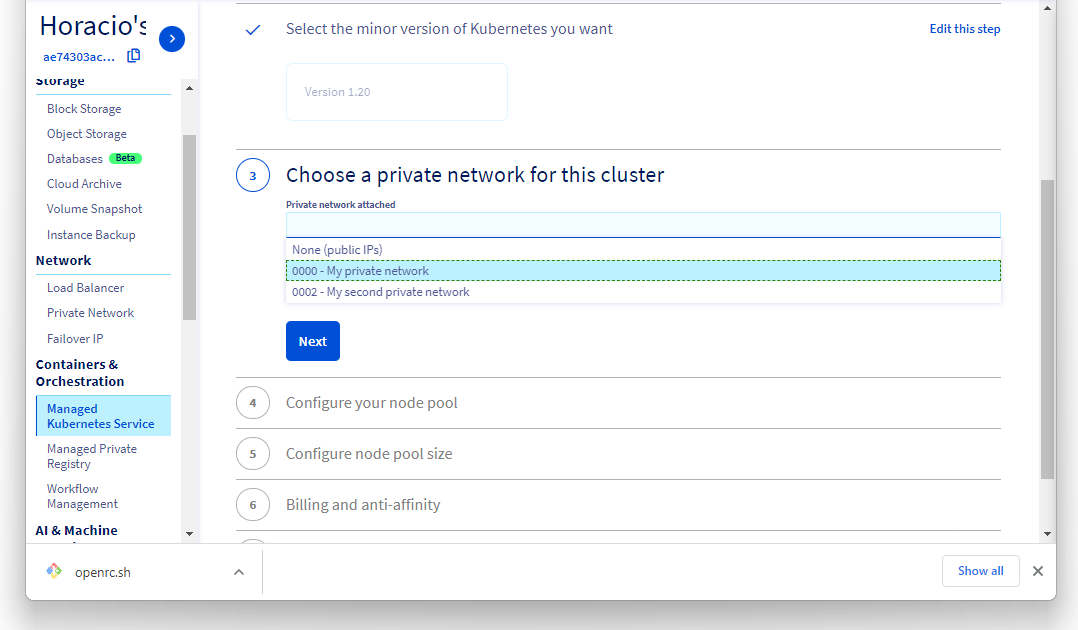 Horacio's
ae74303ac...
Storage
Block Storage
Object Storage
Databases Beta
Cloud Archive
Volume Snapshot
Instance Backup
Network
Load Balancer
Private Network
Failover IP
Containers &
Orchestration
Managed
Kubernetes Service
Managed Private
Registry
Workflow
Management
AI & Machine
Select the minor version of Kubernetes you want
Edit this step
Version 1.20
3 Choose a private network for this cluster
Private network attached
None (public IPs)
0000 - My private network
0002 - My second private network
Next
4 Configure your node pool
5 Configure node pool size
6 Billing and anti-affinity
openrc.sh
Show all